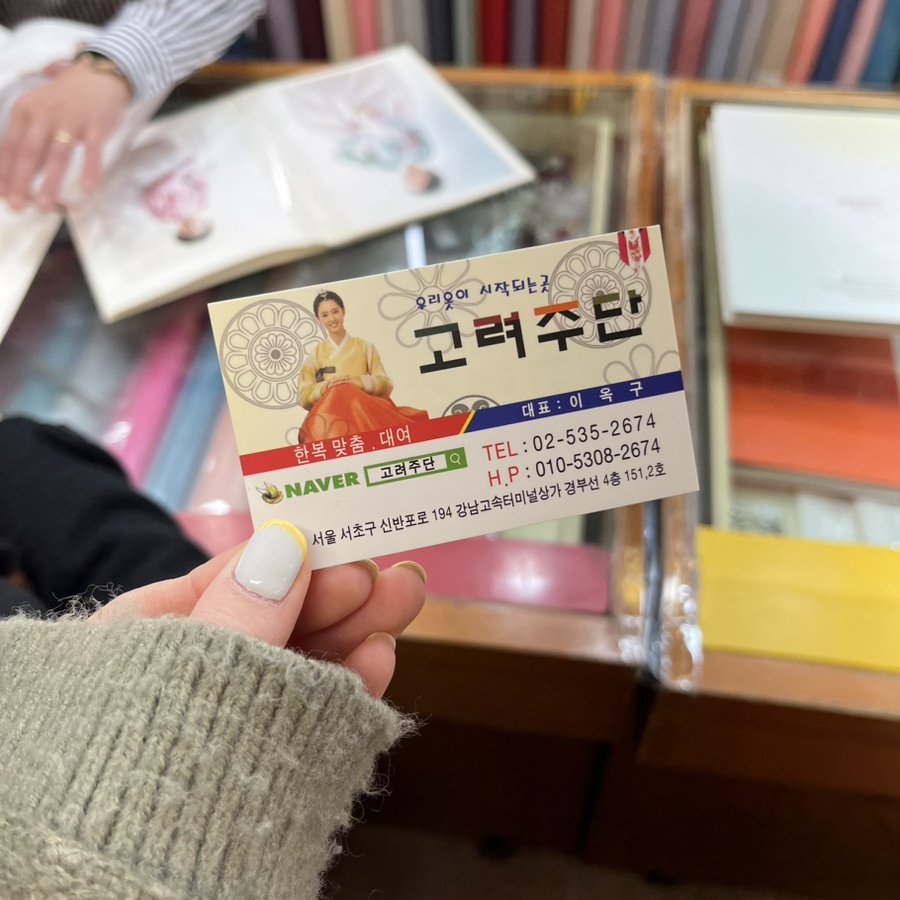 우리옷이 시작되는곳
고려주단
대표 : 이 옥 구
한복 맞춤 . 대여
NAVER 고려주단
TEL : 02-535-2674
H.P : 010-5308-2674
서울 서초구 신반포로 194 강남고속터미널상가 경부선 4층 151,2호